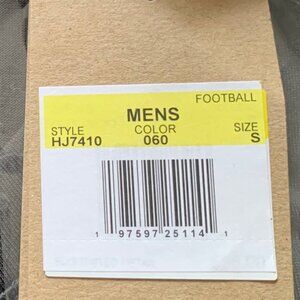 FOOTBALL
MENS
STYLE COLOR SIZE
HJ7410 060 S
1 97597 25114 1